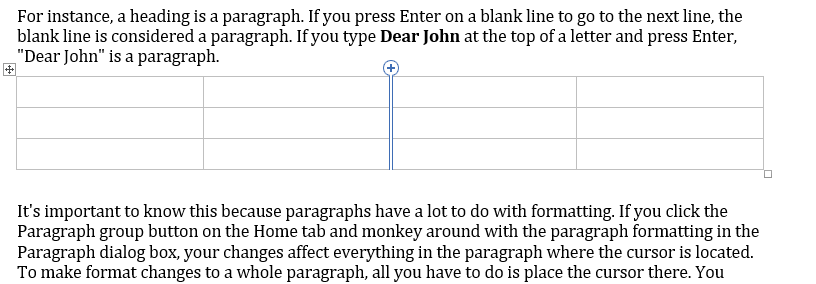 For instance, a heading is a paragraph. If you press Enter on a blank line to go to the next line, the
blank line is considered a paragraph. If you type Dear John at the top of a letter and press Enter,
"Dear John" is a paragraph.
It's important to know this because paragraphs have a lot to do with formatting. If you click the
Paragraph group button on the Home tab and monkey around with the paragraph formatting in the
Paragraph dialog box, your changes affect everything in the paragraph where the cursor is located.
To make format changes to a whole paragraph, all you have to do is place the cursor there. You